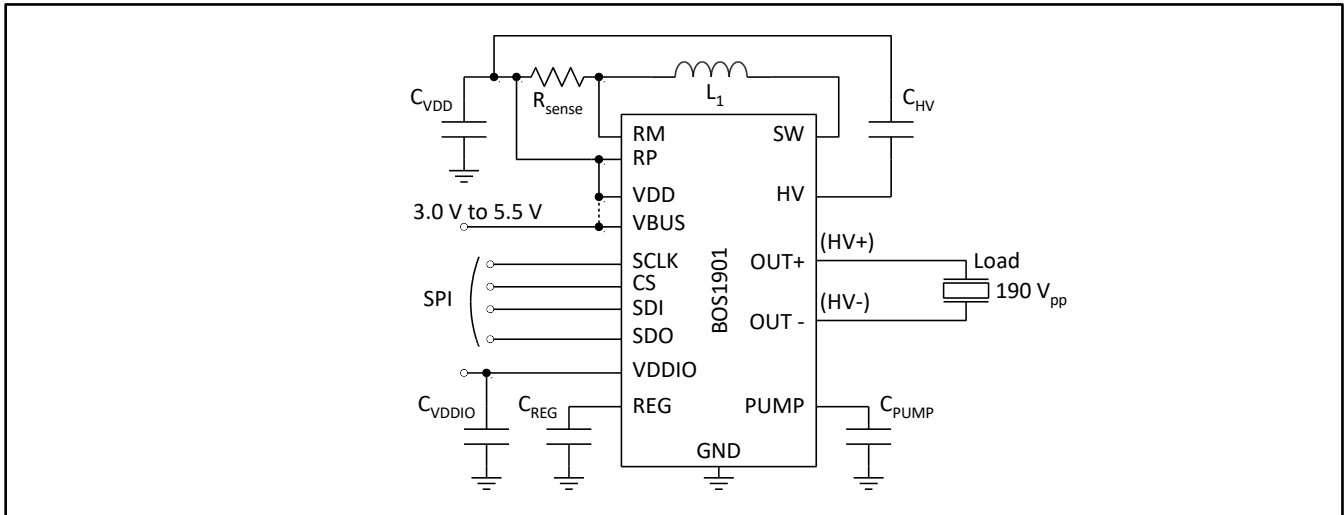 C_VDD
R_sense
L_1
C_HV
RM
SW
RP
VDD
HV
3.0 V to 5.5 V
VBUS
(HV+)
SCLK
OUT+
Load
CS
SPI
BOS1901
190 V_pp
SDI
(HV-)
OUT -
SDO
VDDIO
C_VDDIO
C_REG
REG
PUMP
C_PUMP
GND